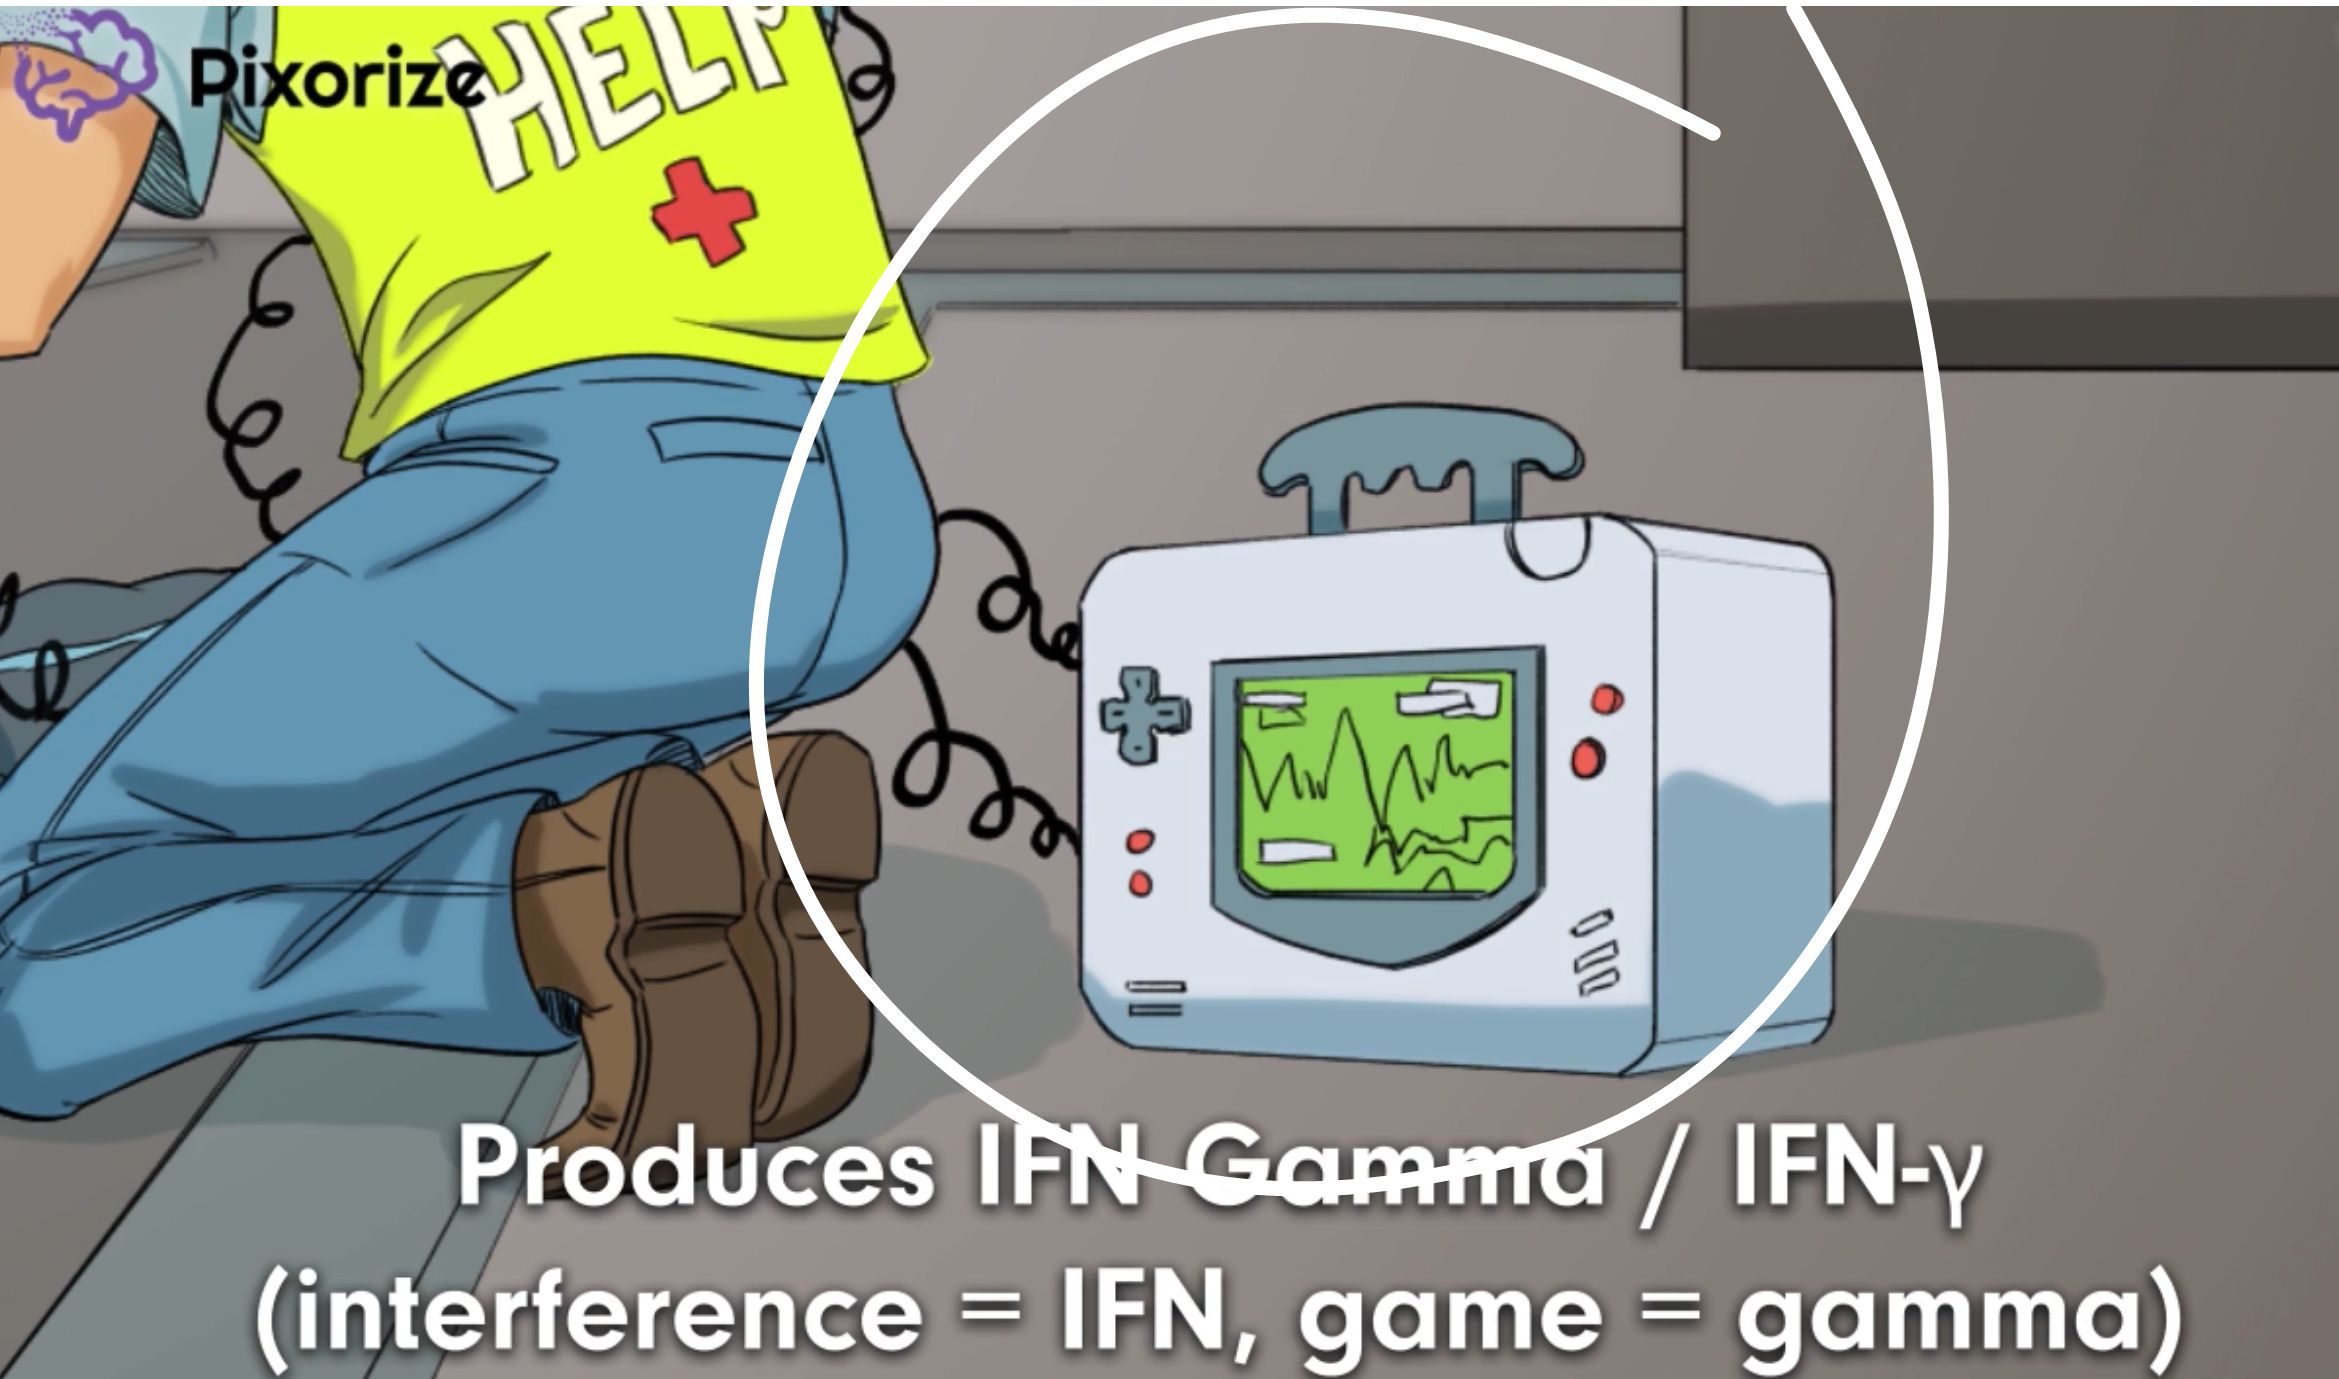 Pixorize
HELP
Produces IFN Gamma / IFN-γ
(interference = IFN, game = gamma)